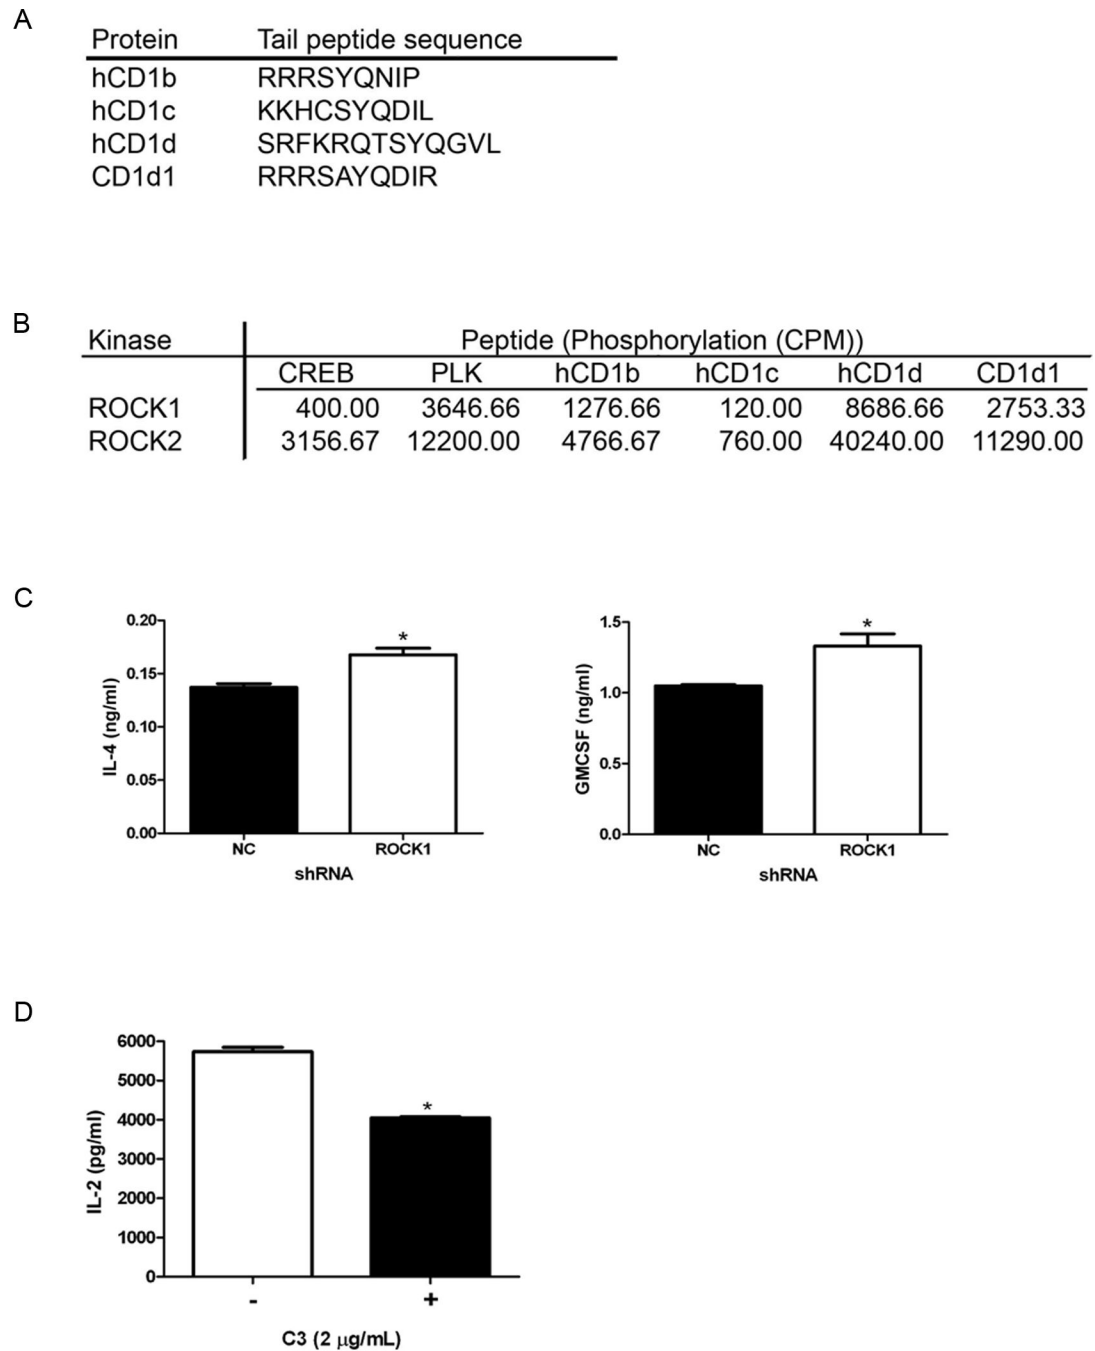 A
Protein Tail peptide sequence
hCD1b RRRSYQNIP
hCD1c KKHCSYQDIL
hCD1d SRFKRQTSYQGVL
CD1d1 RRRSAYQDIR
B
Kinase Peptide (Phosphorylation (CPM))
CREB PLK hCD1b hCD1c hCD1d CD1d1
ROCK1 400.00 3646.66 1276.66 120.00 8686.66 2753.33
ROCK2 3156.67 12200.00 4766.67 760.00 40240.00 11290.00
C
IL-4 (ng/ml)
0.20
0.15
0.10
0.05
0.00
*
NC ROCK1
shRNA
GMCSF (ng/ml)
1.5
1.0
0.5
0.0
*
NC ROCK1
shRNA
D
IL-2 (pg/ml)
6000
5000
4000
3000
2000
1000
0
*
- +
C3 (2 μg/mL)